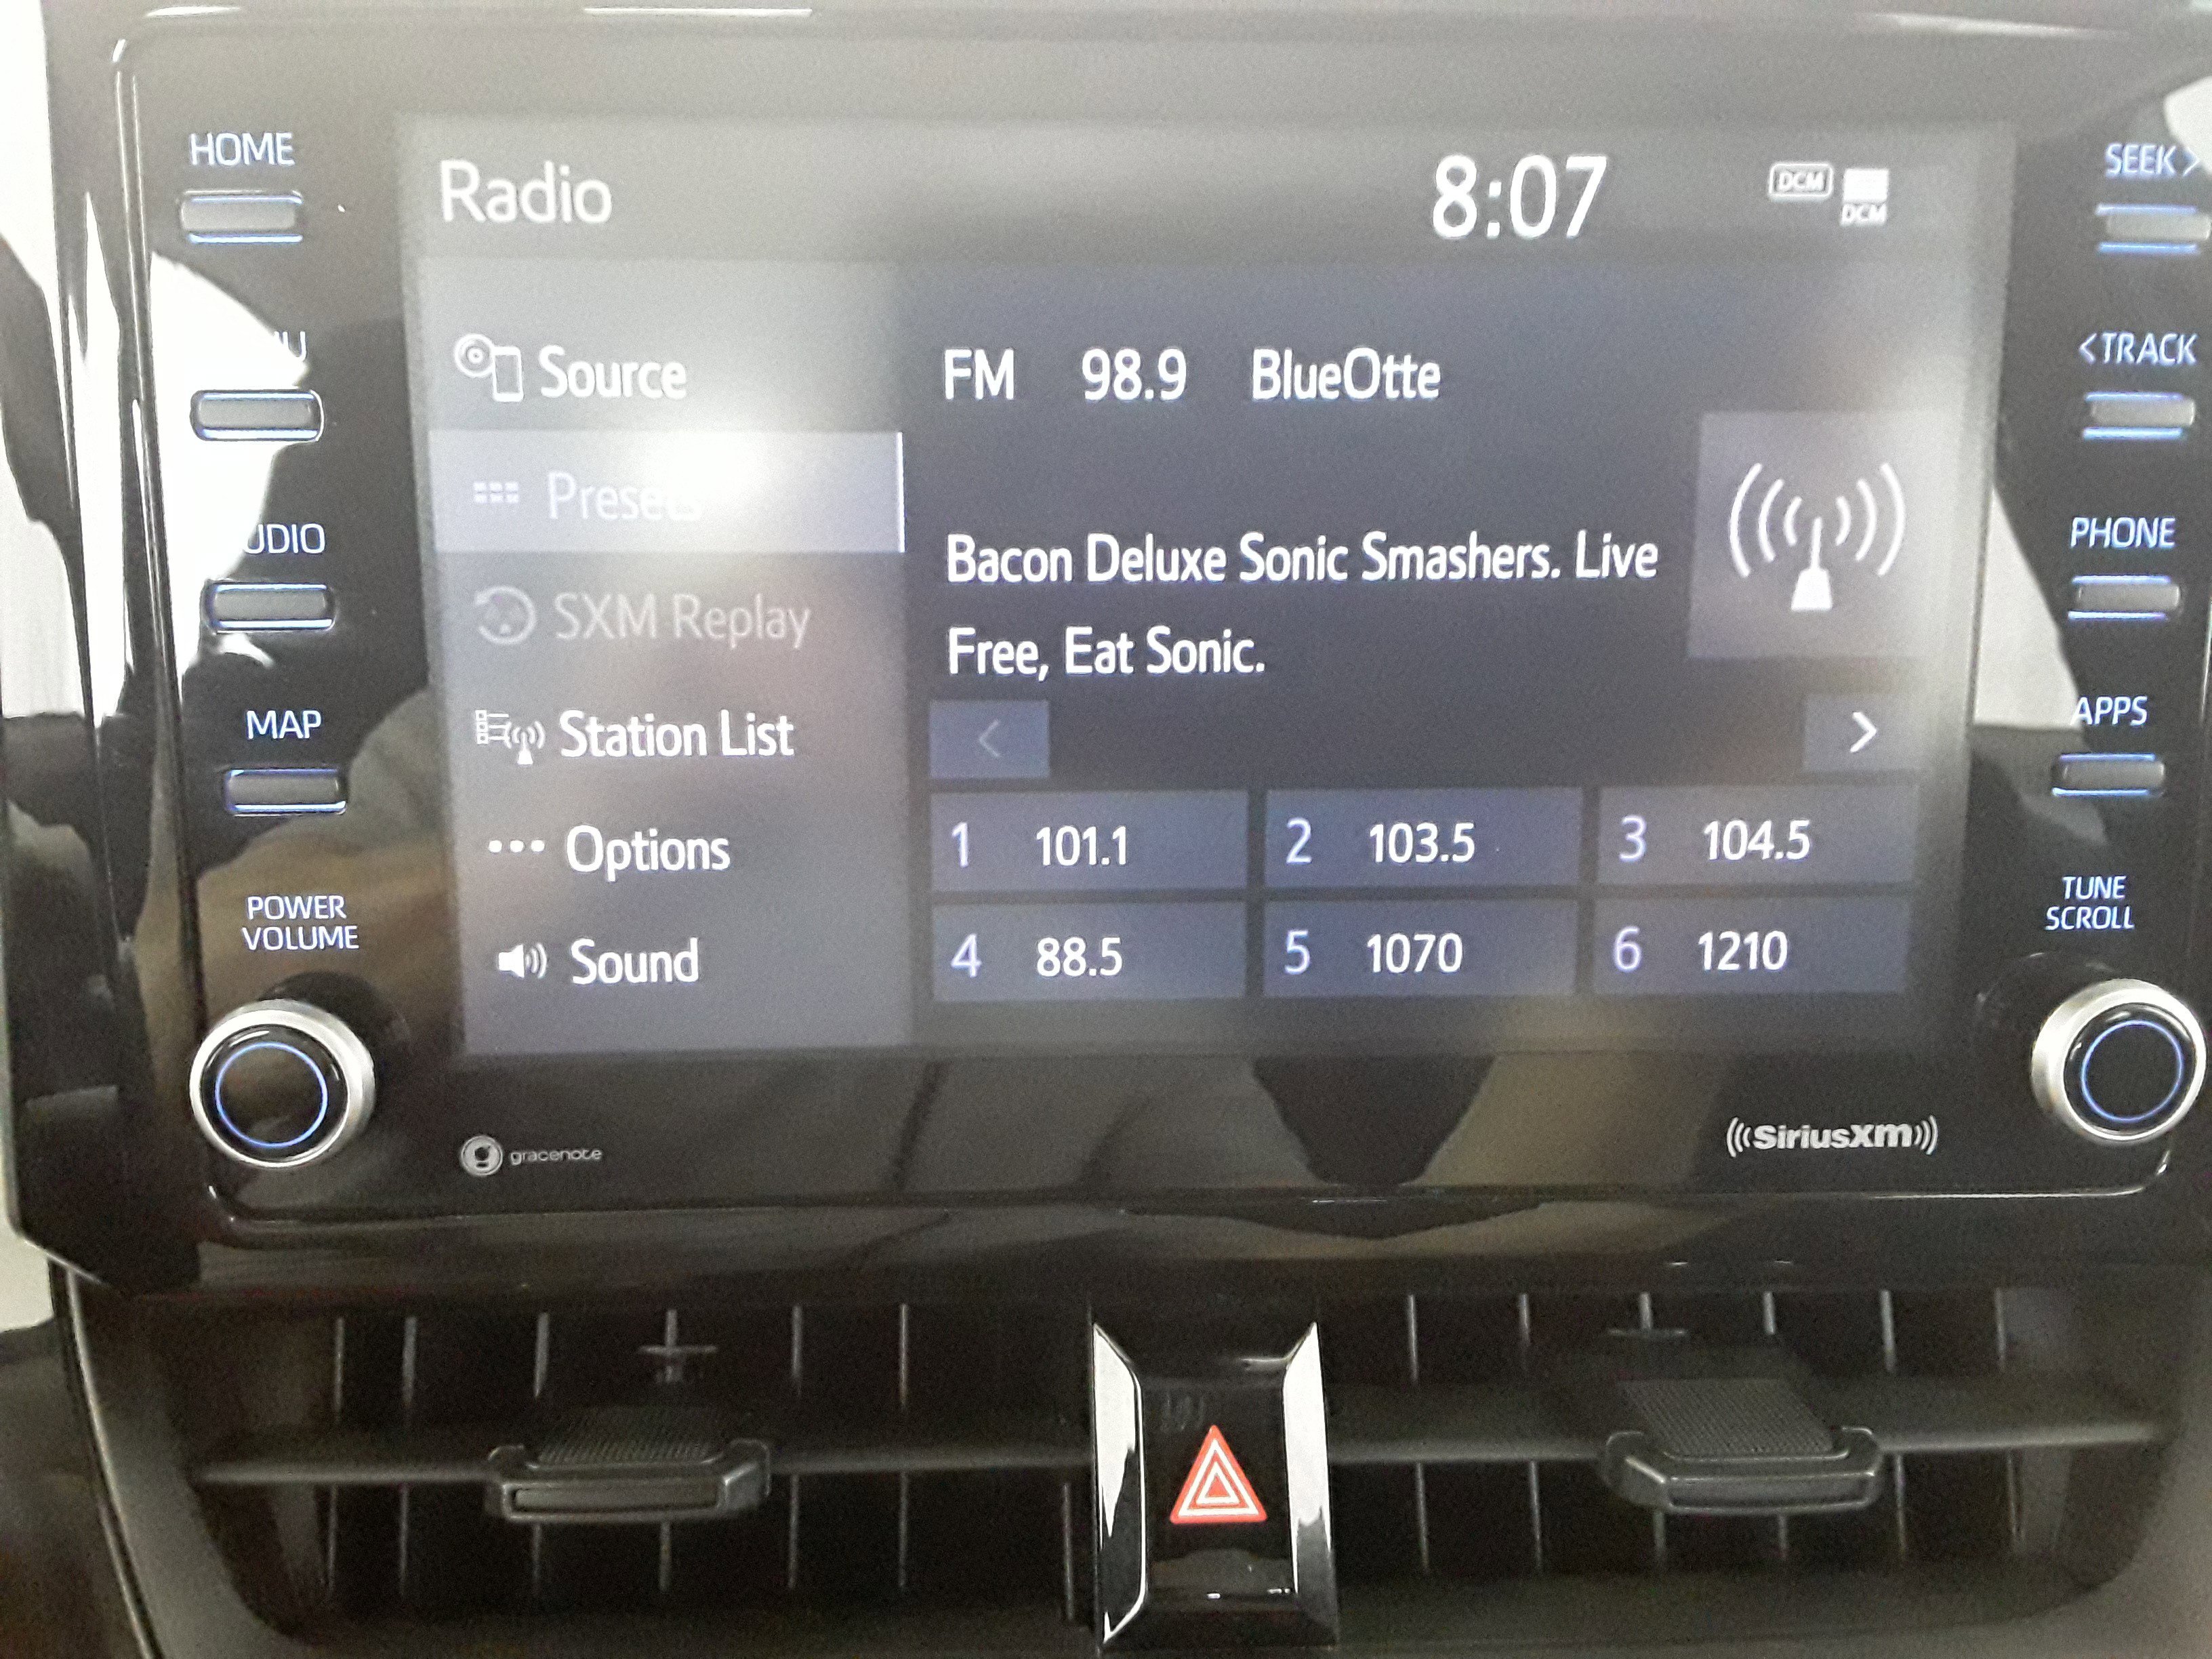 HOME
Radio
8:07
DCM
DCM
SEEK >
Source
FM 98.9 BlueOtte
< TRACK
Presets
Bacon Deluxe Sonic Smashers. Live
Free, Eat Sonic.
PHONE
SXM Replay
MAP
Station List
<
>
APPS
Options
1 101.1
2 103.5
3 104.5
POWER
VOLUME
Sound
4 88.5
5 1070
6 1210
TUNE
SCROLL
gracenote
((SiriusXM))